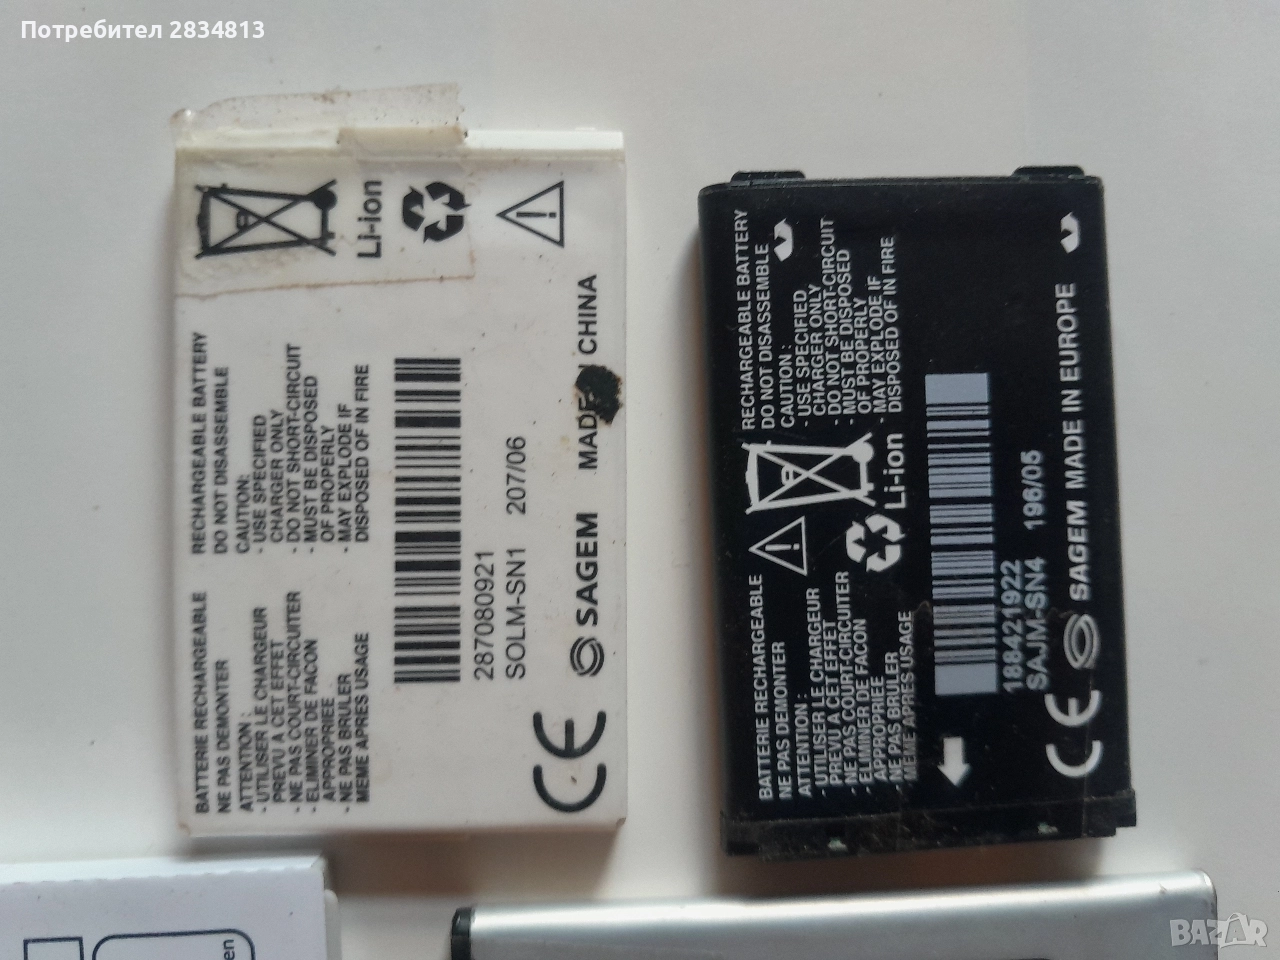 Потребител 2834813
BATTERIE RECHARGEABLE
NE PAS DEMONTER
ATTENTION :
- UTILISER LE CHARGEUR
PREVU A CET EFFET
- NE PAS COURT-CIRCUITER
- ELIMINER DE FACON
APPROPRIEE
- NE PAS BRULER
MEME APRES USAGE
RECHARGEABLE BATTERY
DO NOT DISASSEMBLE
CAUTION:
- USE SPECIFIED
CHARGER ONLY
- DO NOT SHORT-CIRCUIT
- MUST BE DISPOSED
OF PROPERLY
- MAY EXPLODE IF
DISPOSED OF IN FIRE
Li-ion
287080921
SOLM-SN1 207/06
CE SAGEM MADE CHINA
BATTERIE RECHARGEABLE
NE PAS DEMONTER
ATTENTION :
- UTILISER LE CHARGEUR
PREVU A CET EFFET
- NE PAS COURT-CIRCUITER
- ELIMINER DE FACON
APPROPRIEE
- NE PAS BRULER
MEME APRES USAGE
RECHARGEABLE BATTERY
DO NOT DISASSEMBLE
CAUTION :
- USE SPECIFIED
CHARGER ONLY
- DO NOT SHORT-CIRCUIT
- MUST BE DISPOSED
OF PROPERLY
- MAY EXPLODE IF
DISPOSED OF IN FIRE
Li-ion
188421922
SAJM-SN4 196/05
CE SAGEM MADE IN EUROPE
BAZAR